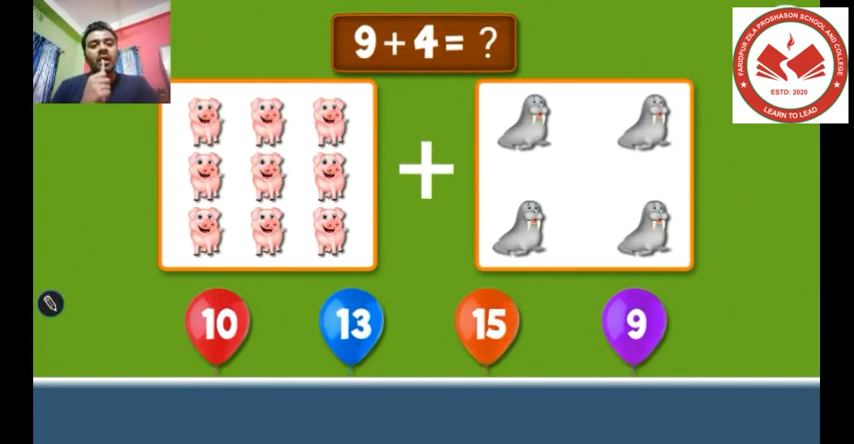 9 + 4 = ?
FARIDPUR ZILA PROSHASON SCHOOL AND COLLEGE
ESTD: 2020
LEARN TO LEAD
+
10
13
15
9